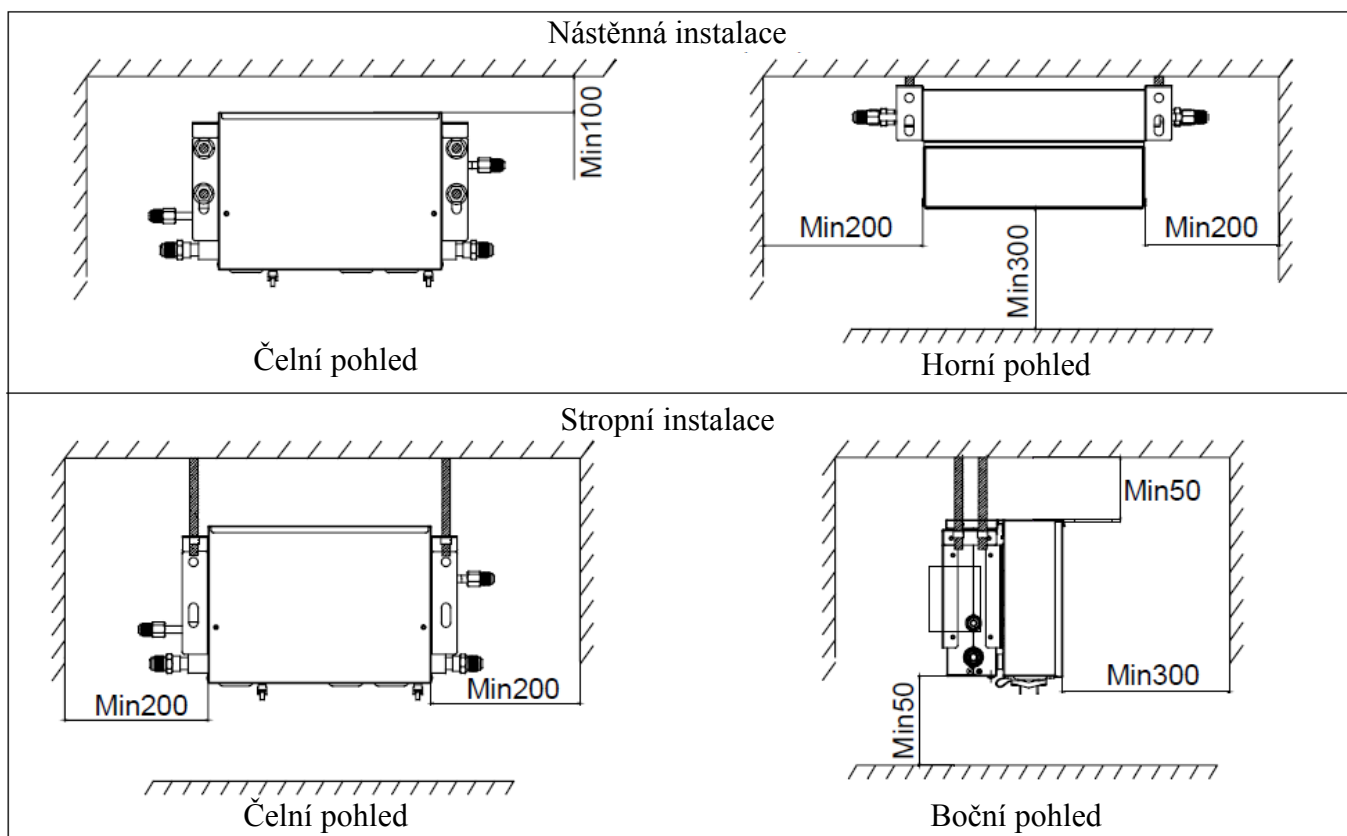 Nástěnná instalace
Min100
Min200
Min300
Min200
Čelní pohled
Horní pohled
Stropní instalace
Min50
Min200
Min200
Min50
Min300
Čelní pohled
Boční pohled